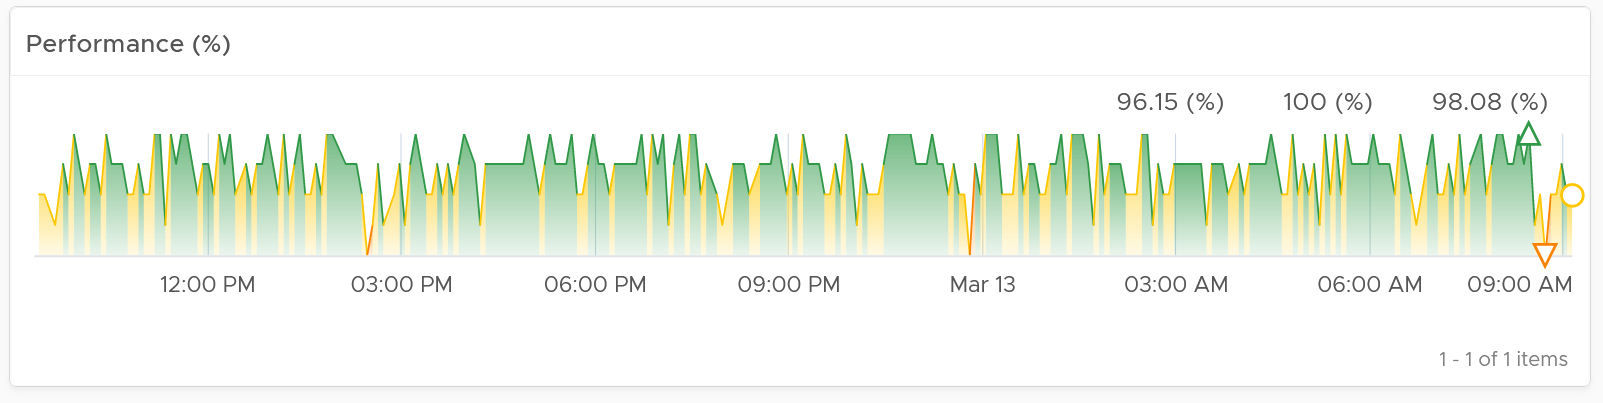 Performance (%)
96.15 (%) 100 (%) 98.08 (%)
12:00 PM 03:00 PM 06:00 PM 09:00 PM Mar 13 03:00 AM 06:00 AM 09:00 AM
1 - 1 of 1 items